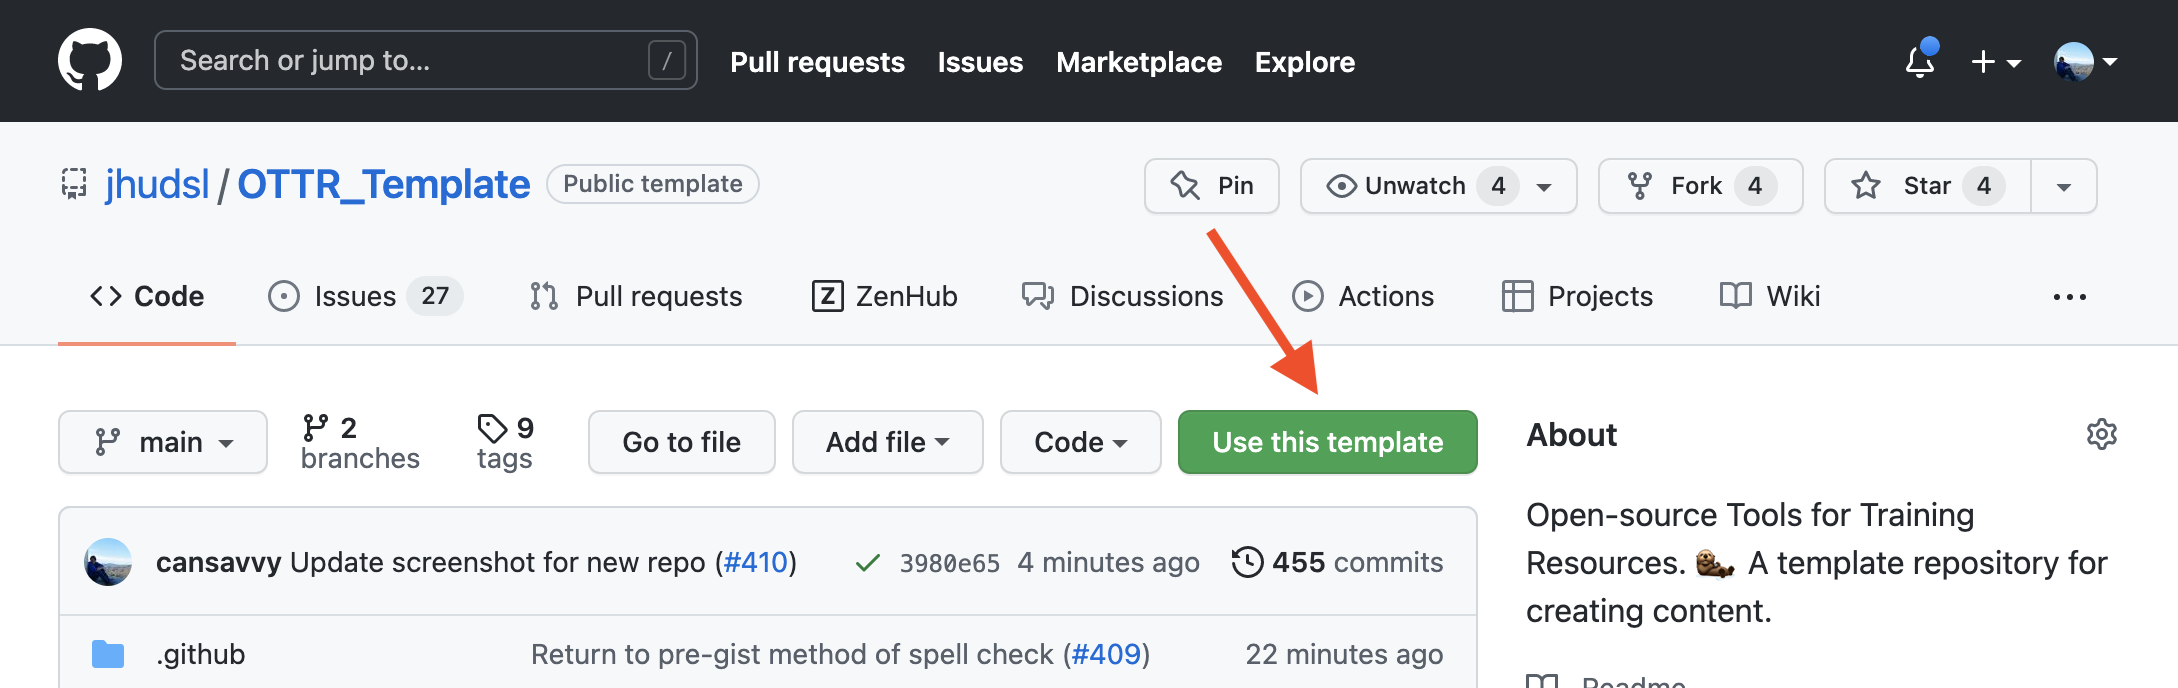 Search or jump to... / Pull requests Issues Marketplace Explore
jhudsl / OTTR_Template Public template Pin Unwatch 4 Fork 4 Star 4
Code Issues 27 Pull requests Z ZenHub Discussions Actions Projects Wiki ...
main 2 branches 9 tags Go to file Add file Code Use this template
cansavvy Update screenshot for new repo (#410) 3980e65 4 minutes ago 455 commits
.github Return to pre-gist method of spell check (#409) 22 minutes ago
About
Open-source Tools for Training
Resources. 🦦 A template repository for
creating content.
Readme